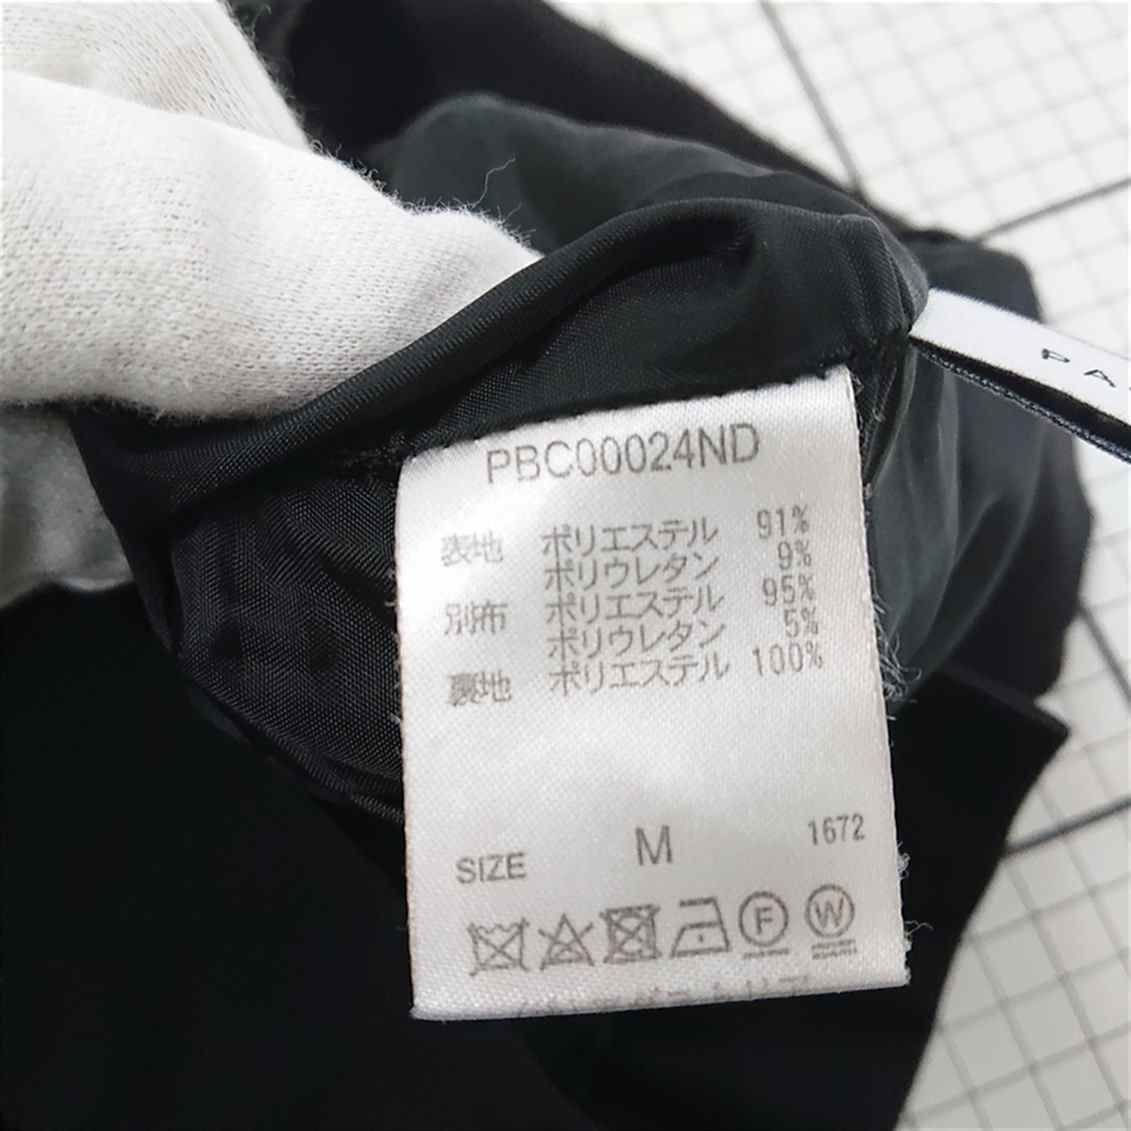 PBC00024ND
表地 ポリエステル 91%
ポリウレタン 9%
別布 ポリエステル 95%
ポリウレタン 5%
裏地 ポリエステル 100%
SIZE M 1672
F W
PA